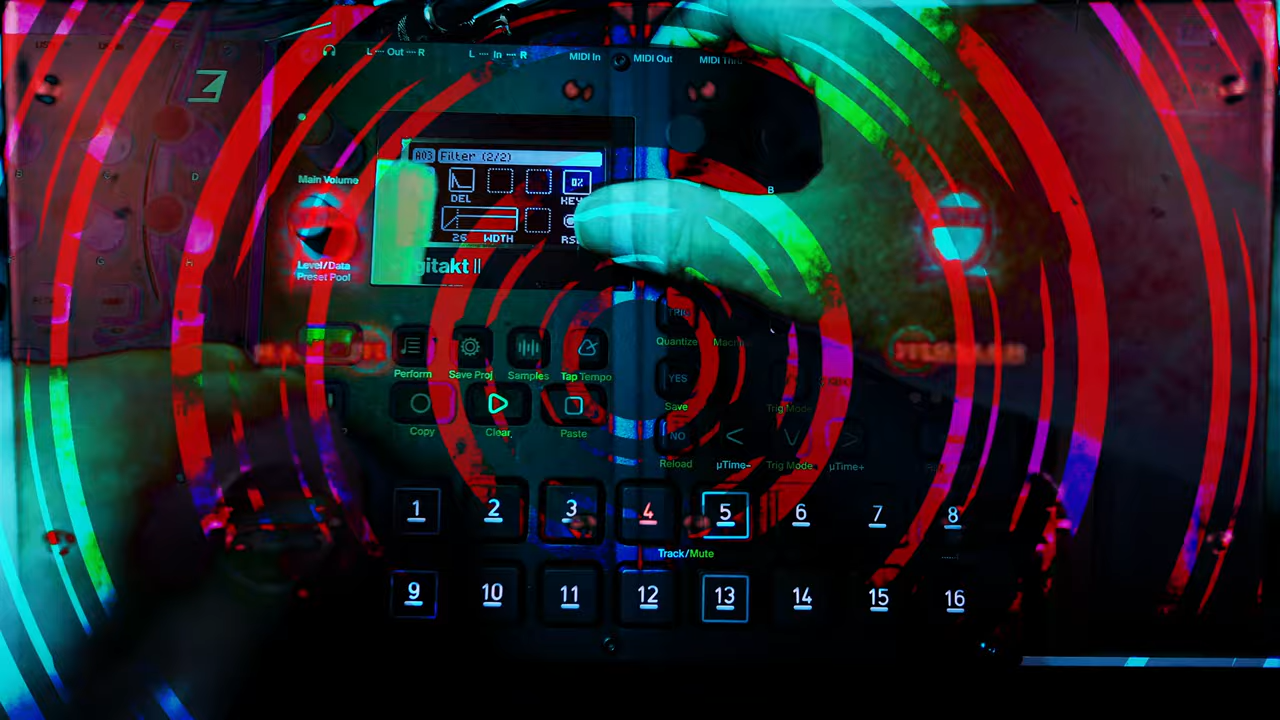 L Out R
L In R
MIDI In
MIDI Out
MIDI Thru
Main Volume
A03 Filter (2/2)
0%
DEL
KEY
26 WDTH
B
D
Level/Data
Preset Pool
gitakt II
TRIG
Quantize
Perform
Save Proj
Samples
Tap Tempo
YES
Save
Copy
Clear
Paste
NO
Reload
µTime-
Trig Mode
µTime+
1
2
3
4
5
6
7
8
Track/Mute
9
10
11
12
13
14
15
16